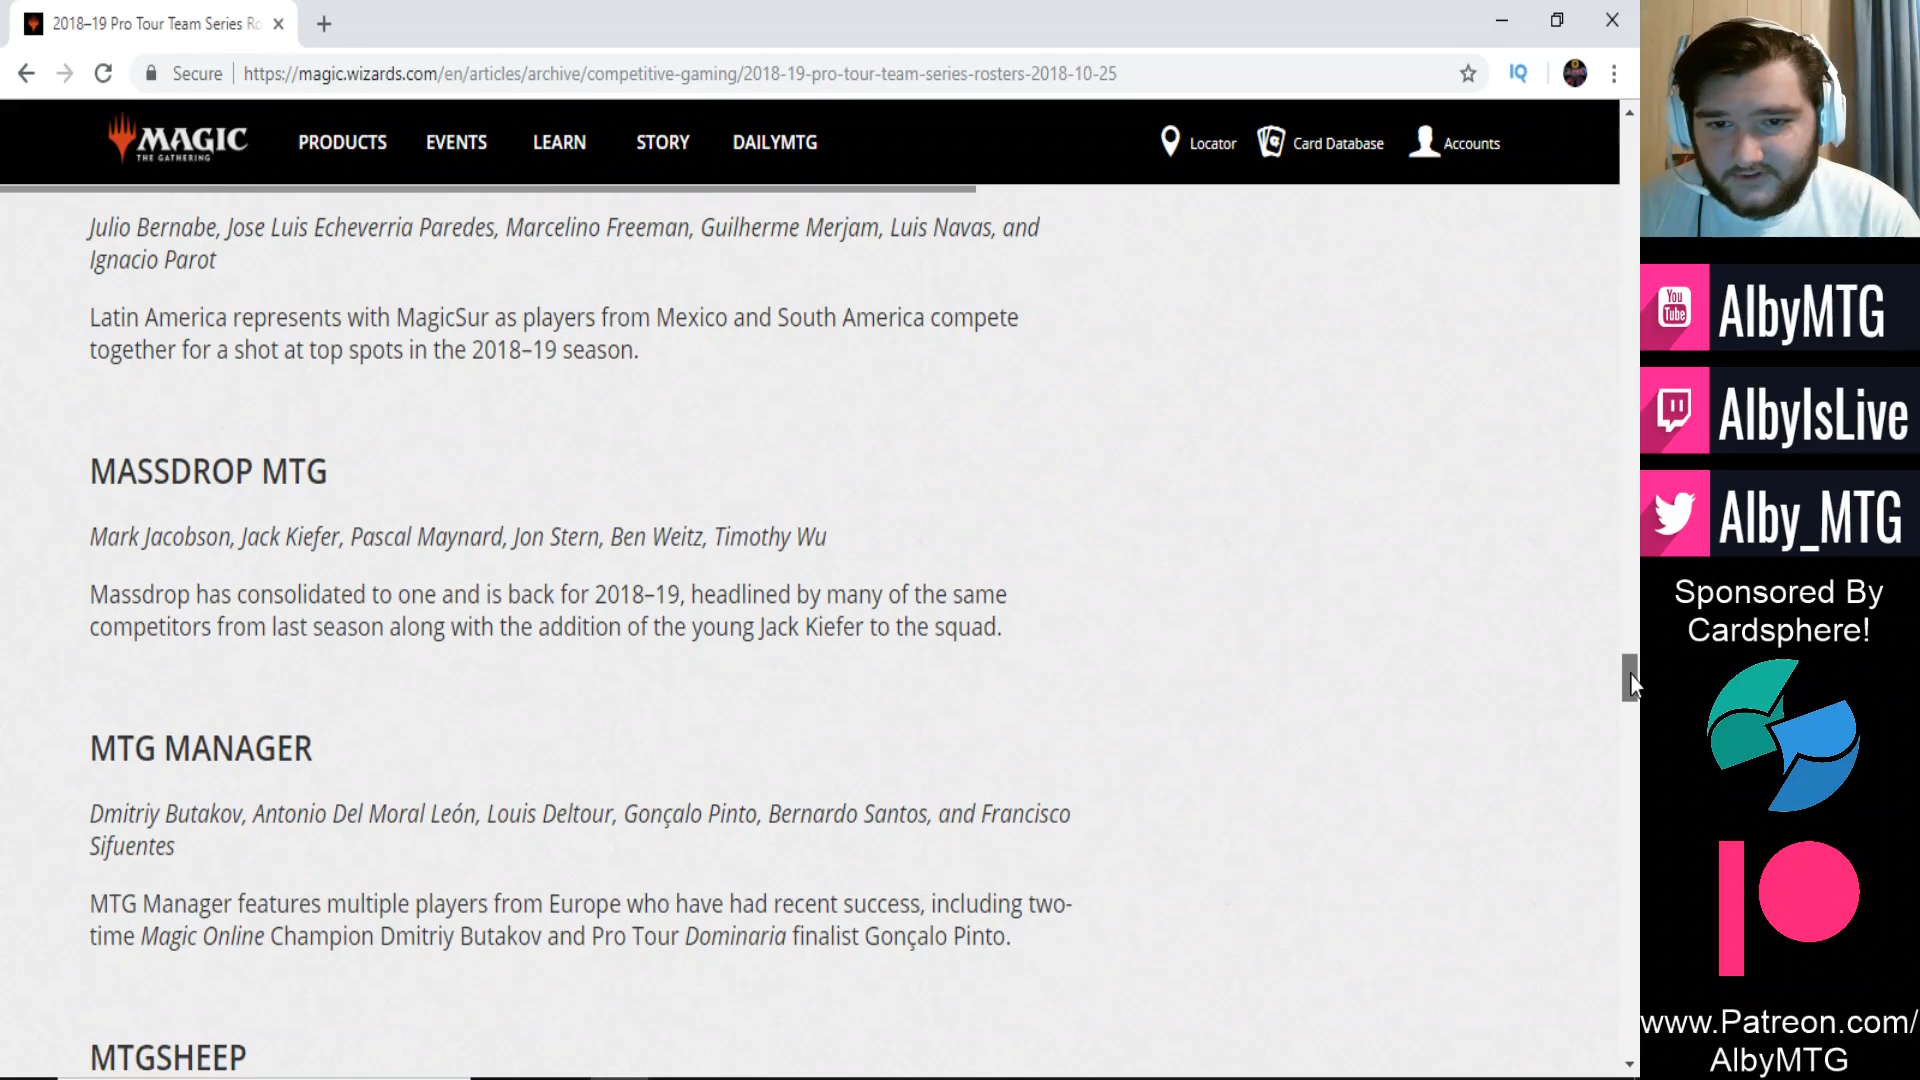 2018–19 Pro Tour Team Series Ro
Secure
https://magic.wizards.com/en/articles/archive/competitive-gaming/2018-19-pro-tour-team-series-rosters-2018-10-25
IQ
MAGIC
THE GATHERING
PRODUCTS
EVENTS
LEARN
STORY
DAILYMTG
Locator
Card Database
Accounts
Julio Bernabe, Jose Luis Echeverria Paredes, Marcelino Freeman, Guilherme Merjam, Luis Navas, and
Ignacio Parot
Latin America represents with MagicSur as players from Mexico and South America compete
together for a shot at top spots in the 2018–19 season.
MASSDROP MTG
Mark Jacobson, Jack Kiefer, Pascal Maynard, Jon Stern, Ben Weitz, Timothy Wu
Massdrop has consolidated to one and is back for 2018–19, headlined by many of the same
competitors from last season along with the addition of the young Jack Kiefer to the squad.
MTG MANAGER
Dmitriy Butakov, Antonio Del Moral León, Louis Deltour, Gonçalo Pinto, Bernardo Santos, and Francisco
Sifuentes
MTG Manager features multiple players from Europe who have had recent success, including two-
time Magic Online Champion Dmitriy Butakov and Pro Tour Dominaria finalist Gonçalo Pinto.
MTGSHEEP
You
Tube
AlbyMTG
AlbyIsLive
Alby_MTG
Sponsored By
Cardsphere!
www.Patreon.com/
AlbyMTG